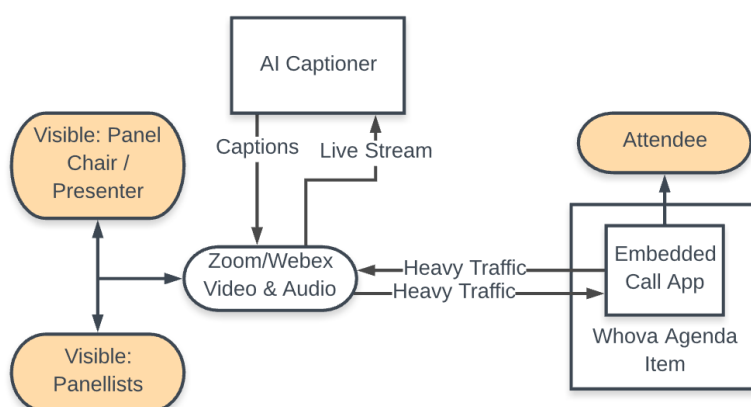 AI Captioner
Visible: Panel
Chair /
Presenter
Captions
Live Stream
Attendee
Zoom/Webex
Video & Audio
Heavy Traffic
Heavy Traffic
Embedded
Call App
Whova Agenda
Item
Visible:
Panellists